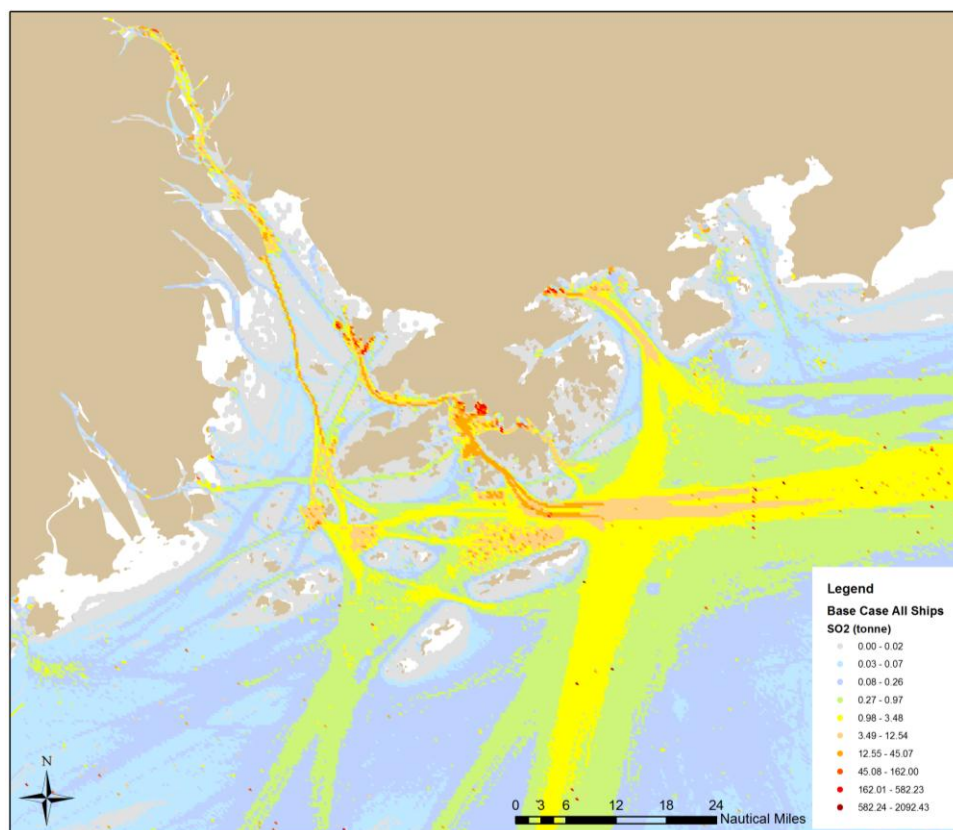 Legend
Base Case All Ships
SO2 (tonne)
0.00 - 0.02
0.03 - 0.07
0.08 - 0.26
0.27 - 0.97
0.98 - 3.48
3.49 - 12.54
12.55 - 45.07
45.08 - 162.00
162.01 - 582.23
582.24 - 2092.43
N
0 3 6 12 18 24
Nautical Miles